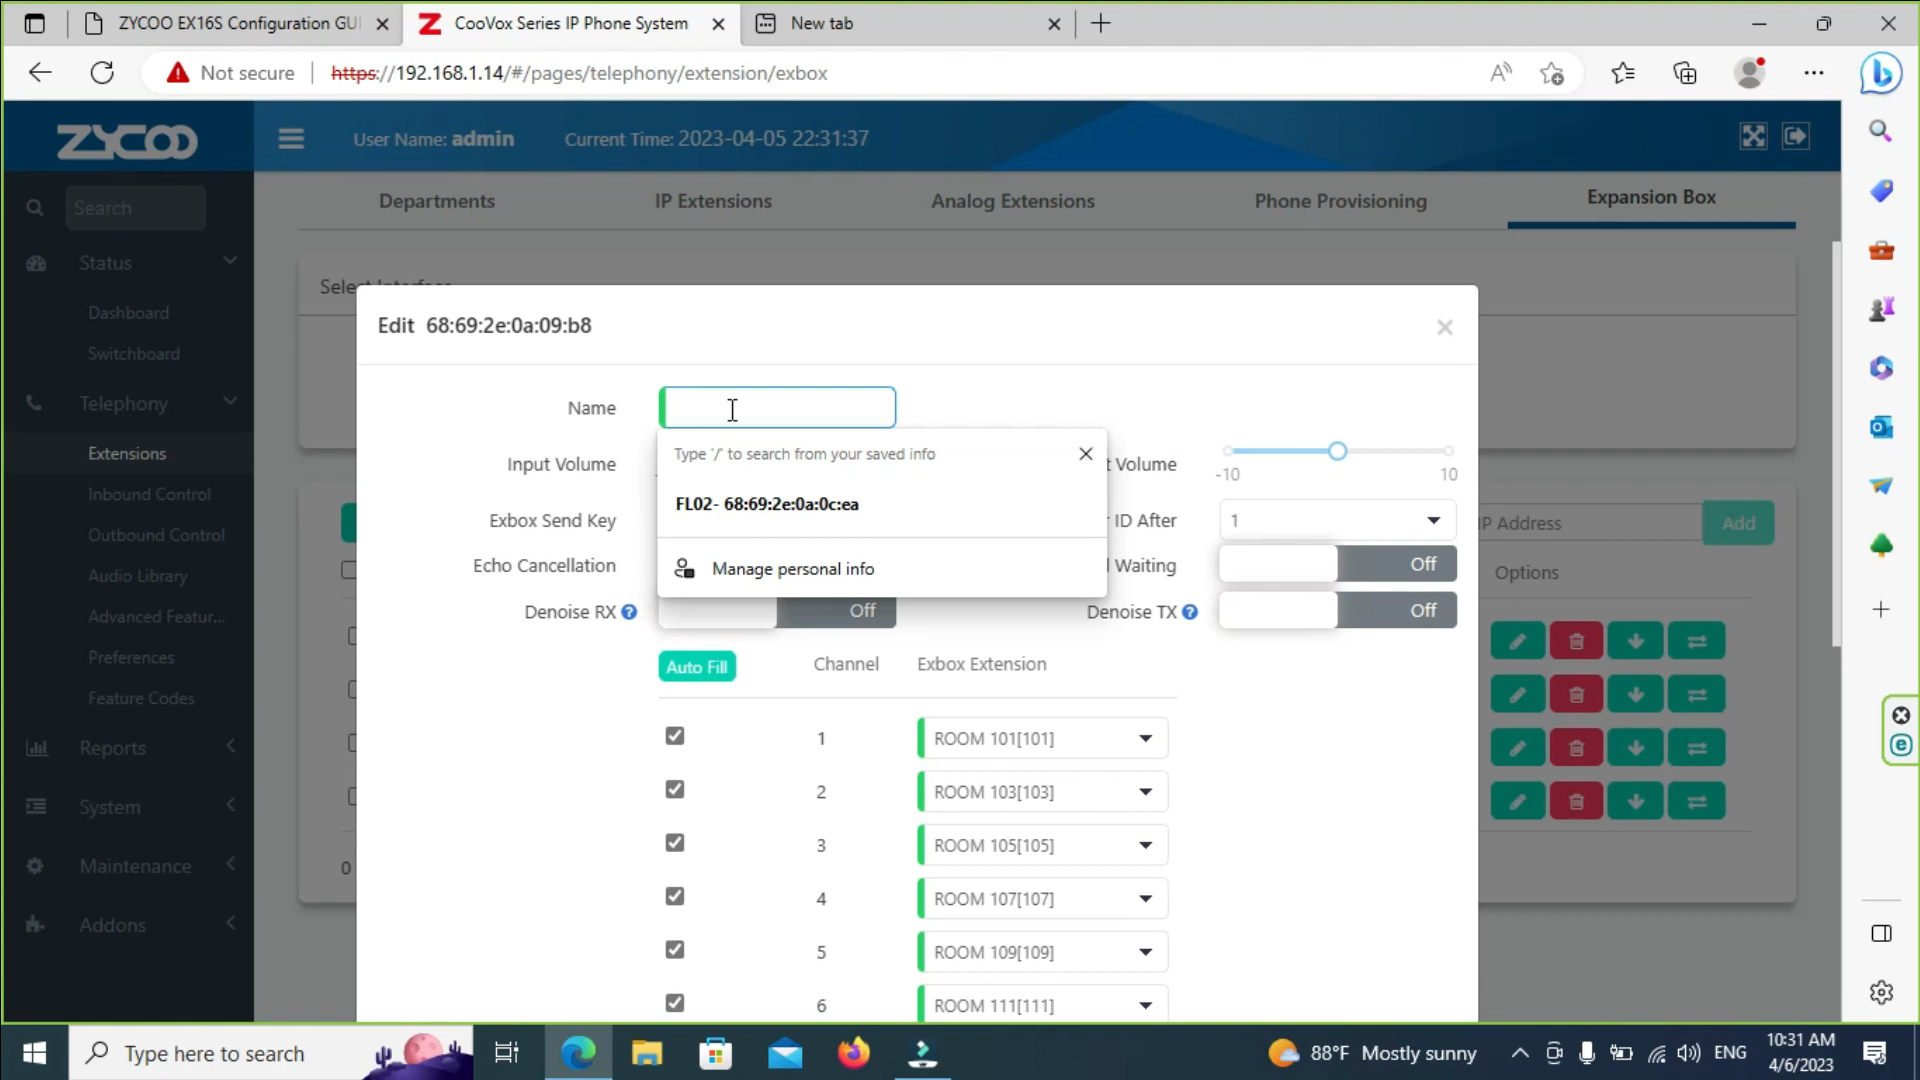 ZYCOO EX16S Configuration GUI
CooVox Series IP Phone System
New tab
Not secure
https://192.168.1.14/#/pages/telephony/extension/exbox
ZYCOO
User Name: admin
Current Time: 2023-04-05 22:31:37
Search
Status
Dashboard
Switchboard
Telephony
Extensions
Inbound Control
Outbound Control
Audio Library
Advanced Featur...
Preferences
Feature Codes
Reports
System
Maintenance
Addons
Departments
IP Extensions
Analog Extensions
Phone Provisioning
Expansion Box
Select Interface
Edit 68:69:2e:0a:09:b8
Name
Type '/' to search from your saved info
FL02- 68:69:2e:0a:0c:ea
Manage personal info
Input Volume
t Volume
-10
10
Exbox Send Key
r ID After
1
Echo Cancellation
l Waiting
Off
Denoise RX
Off
Denoise TX
Off
Auto Fill
Channel
Exbox Extension
1
ROOM 101[101]
2
ROOM 103[103]
3
ROOM 105[105]
4
ROOM 107[107]
5
ROOM 109[109]
6
ROOM 111[111]
IP Address
Add
Options
0
Type here to search
88°F Mostly sunny
ENG
10:31 AM
4/6/2023